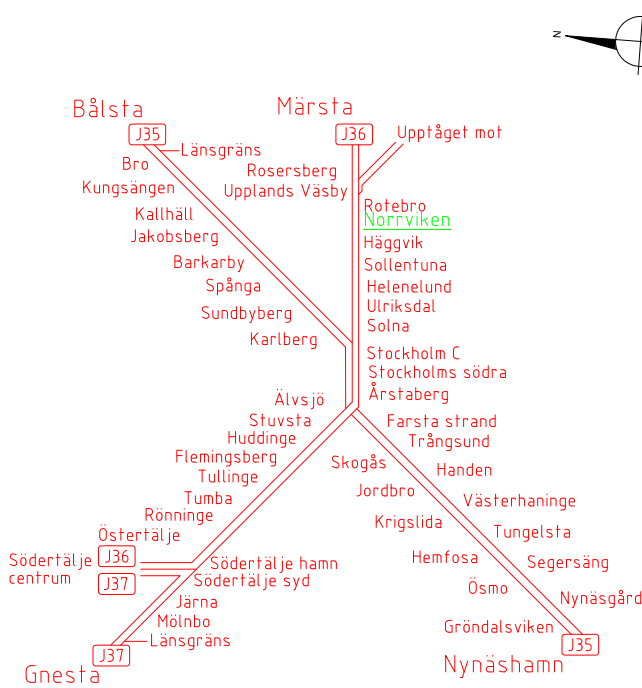 N
Bålsta
Märsta
J35
J36
Upptåget mot
Länsgräns
Bro
Rosersberg
Kungsängen
Upplands Väsby
Kallhäll
Rotebro
Norrviken
Jakobsberg
Häggvik
Barkarby
Sollentuna
Spånga
Helenelund
Sundbyberg
Ulriksdal
Solna
Karlberg
Stockholm C
Stockholms södra
Årstaberg
Älvsjö
Stuvsta
Farsta strand
Huddinge
Trångsund
Flemingsberg
Skogås
Handen
Tullinge
Jordbro
Tumba
Västerhaninge
Rönninge
Krigslida
Östertälje
Tungelsta
Södertälje
centrum
J36
J37
Södertälje hamn
Södertälje syd
Hemfosa
Segersäng
Ösmo
Järna
Nynäsgård
Mölnbo
Gröndalsviken
Länsgräns
J37
J35
Gnesta
Nynäshamn